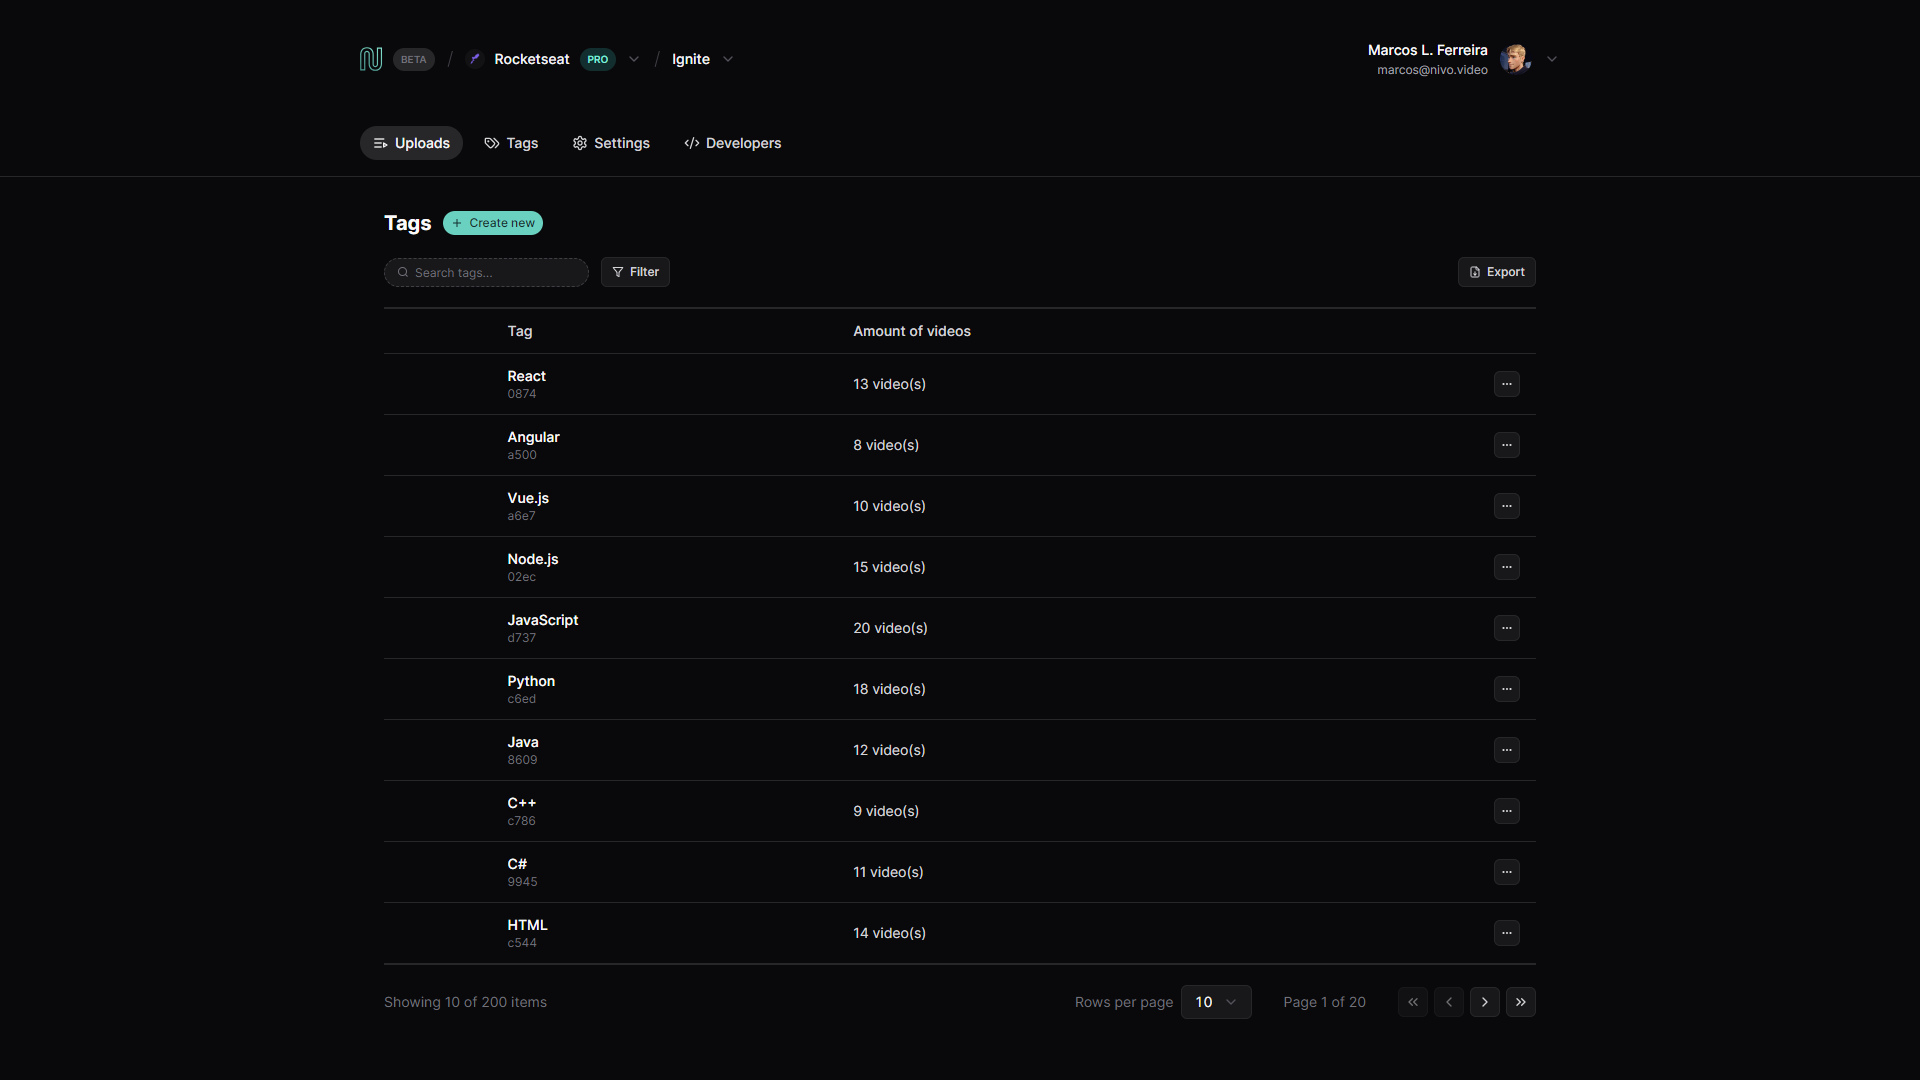 BETA / Rocketseat PRO / Ignite
Marcos L. Ferreira
marcos@nivo.video
Uploads Tags Settings Developers
Tags + Create new
Search tags... Filter Export
Tag Amount of videos
React
0874
13 video(s)
Angular
a500
8 video(s)
Vue.js
a6e7
10 video(s)
Node.js
02ec
15 video(s)
JavaScript
d737
20 video(s)
Python
c6ed
18 video(s)
Java
8609
12 video(s)
C++
c786
9 video(s)
C#
9945
11 video(s)
HTML
c544
14 video(s)
Showing 10 of 200 items Rows per page 10 Page 1 of 20